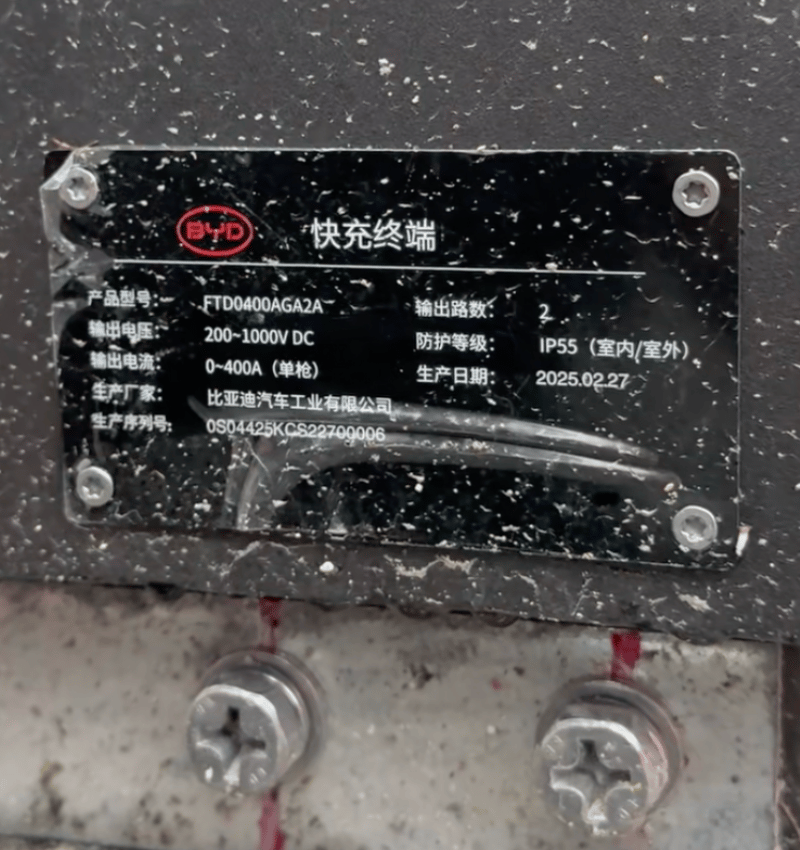 BYD 快充终端
产品型号: FTD0400AGA2A
输出路数: 2
输出电压: 200~1000V DC
防护等级: IP55（室内/室外）
输出电流: 0~400A（单枪）
生产日期: 2025.02.27
生产厂家: 比亚迪汽车工业有限公司
生产序列号: 0S04425KCS22700006